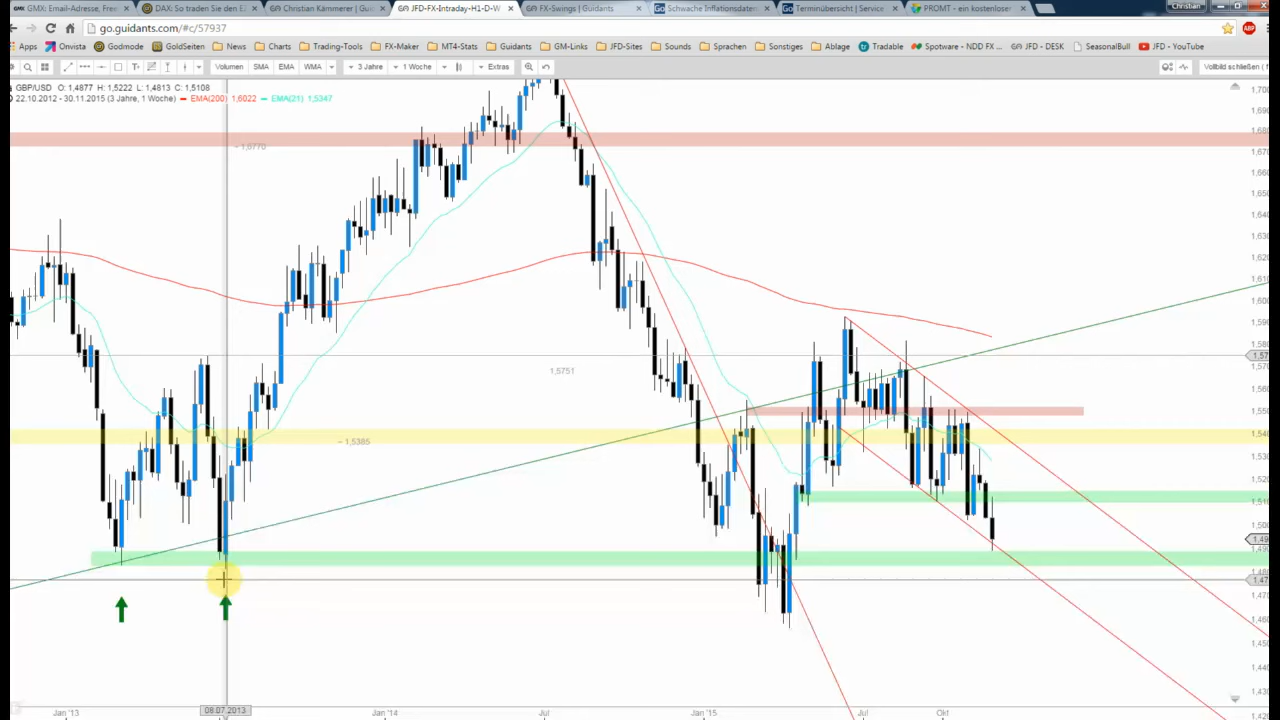 GMX: Email-Adresse, Free
DAX: So traden Sie den E
Christian Kämmerer | Gui
JFD-FX-Intraday-H1-D-W
FX-Swings | Guidants
Schwache Inflationsdaten
Terminübersicht | Service
PROMT - ein kostenloser
Christian
go.guidants.com/#c/57937
Apps Onvista Godmode GoldSeiten News Charts Trading-Tools FX-Maker MT4-Stats Guidants GM-Links JFD-Sites Sounds Sprachen Sonstiges Ablage Tradable Spotware - NDD FX ... JFD - DESK SeasonalBull JFD - YouTube
Volumen SMA EMA WMA 3 Jahre 1 Woche Extras Vollbild schließen (
GBP/USD O: 1,4877 H: 1,5222 L: 1,4813 C: 1,5108
22.10.2012 - 30.11.2015 (3 Jahre, 1 Woche) EMA(200) 1,6022 EMA(21) 1,5347
1,5751
~ 1,5385
Jan '13
08.07.2013
Jan '14
Jul
Jan '15
Jul
Okt